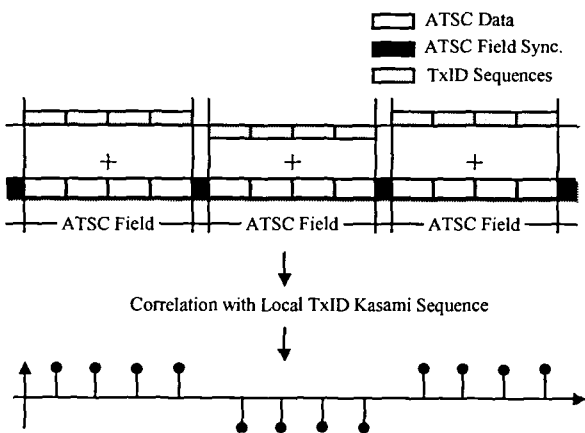 ATSC Data
ATSC Field Sync.
TxID Sequences
+ + +
ATSC Field ATSC Field ATSC Field
Correlation with Local TxID Kasami Sequence